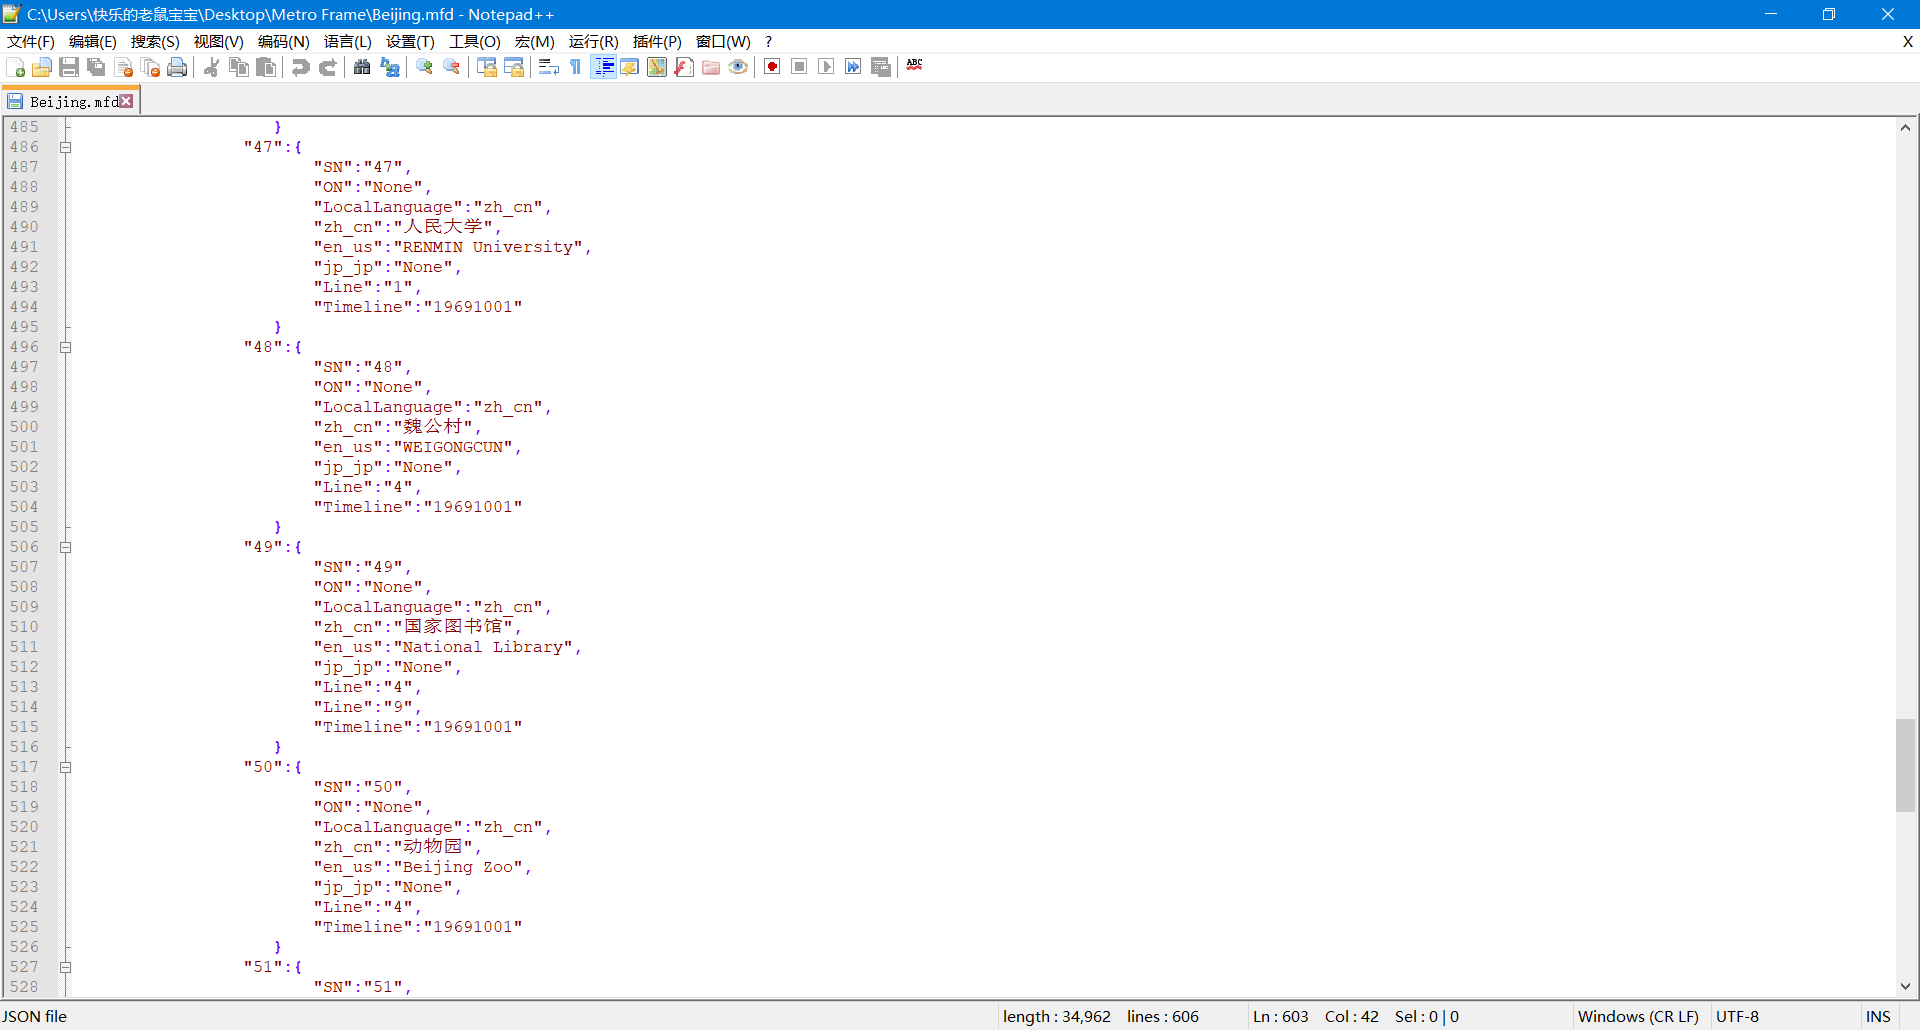 C:\Users\快乐的老鼠宝宝\Desktop\Metro Frame\Beijing.mfd - Notepad++
文件(F) 编辑(E) 搜索(S) 视图(V) 编码(N) 语言(L) 设置(T) 工具(O) 宏(M) 运行(R) 插件(P) 窗口(W) ? X
ABC
Beijing.mfd
485 }
486 "47":{
487 "SN":"47",
488 "ON":"None",
489 "LocalLanguage":"zh_cn",
490 "zh_cn":"人民大学",
491 "en_us":"RENMIN University",
492 "jp_jp":"None",
493 "Line":"1",
494 "Timeline":"19691001"
495 }
496 "48":{
497 "SN":"48",
498 "ON":"None",
499 "LocalLanguage":"zh_cn",
500 "zh_cn":"魏公村",
501 "en_us":"WEIGONGCUN",
502 "jp_jp":"None",
503 "Line":"4",
504 "Timeline":"19691001"
505 }
506 "49":{
507 "SN":"49",
508 "ON":"None",
509 "LocalLanguage":"zh_cn",
510 "zh_cn":"国家图书馆",
511 "en_us":"National Library",
512 "jp_jp":"None",
513 "Line":"4",
514 "Line":"9",
515 "Timeline":"19691001"
516 }
517 "50":{
518 "SN":"50",
519 "ON":"None",
520 "LocalLanguage":"zh_cn",
521 "zh_cn":"动物园",
522 "en_us":"Beijing Zoo",
523 "jp_jp":"None",
524 "Line":"4",
525 "Timeline":"19691001"
526 }
527 "51":{
528 "SN":"51",
JSON file length : 34,962 lines : 606 Ln : 603 Col : 42 Sel : 0 | 0 Windows (CR LF) UTF-8 INS